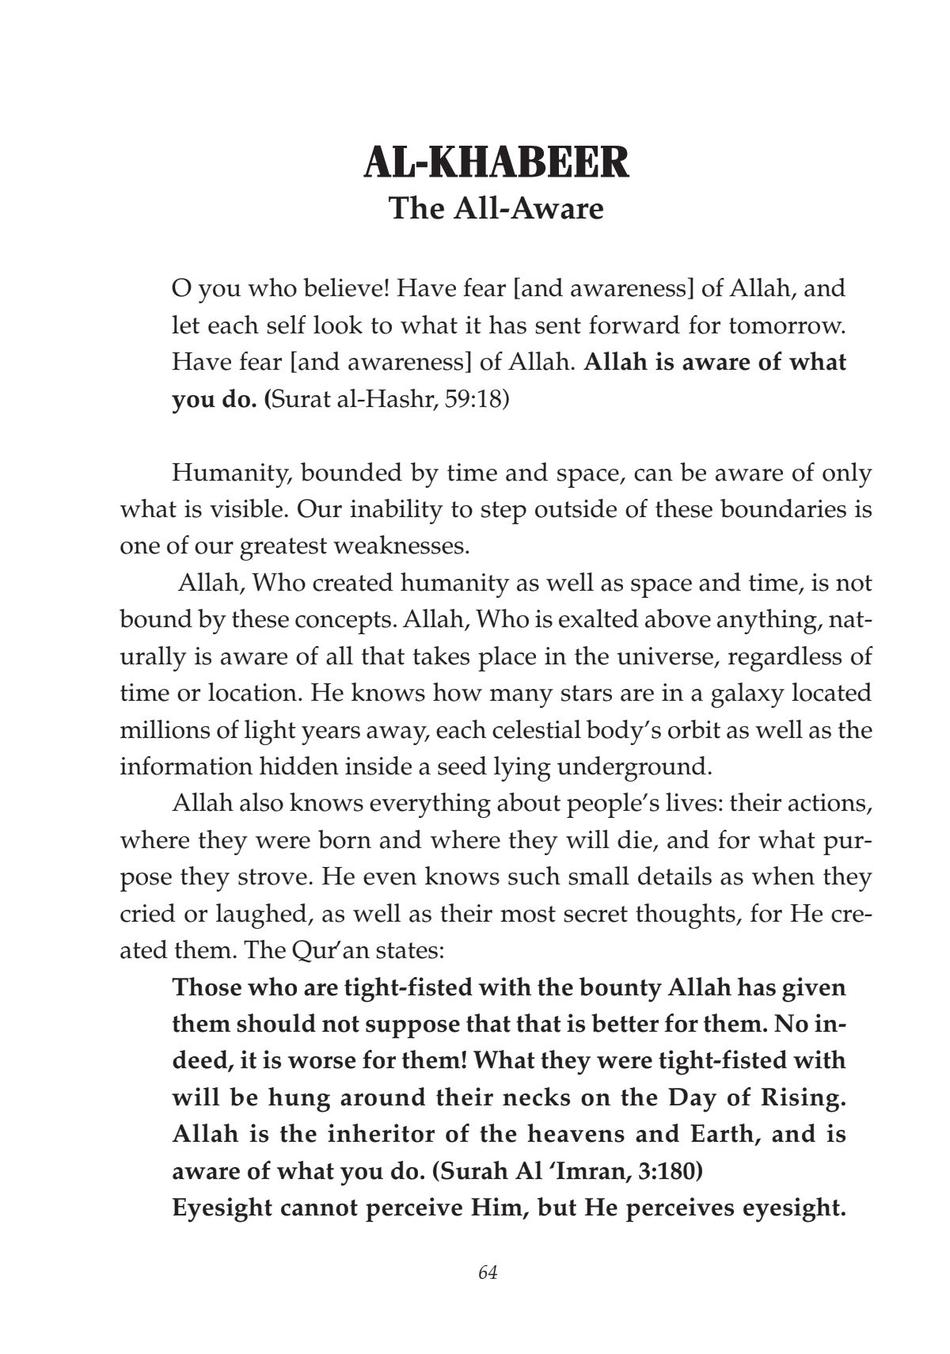 AL-KHABEER
The All-Aware
O you who believe! Have fear [and awareness] of Allah, and
let each self look to what it has sent forward for tomorrow.
Have fear [and awareness] of Allah. Allah is aware of what
you do. (Surat al-Hashr, 59:18)
Humanity, bounded by time and space, can be aware of only
what is visible. Our inability to step outside of these boundaries is
one of our greatest weaknesses.
Allah, Who created humanity as well as space and time, is not
bound by these concepts. Allah, Who is exalted above anything, nat-
urally is aware of all that takes place in the universe, regardless of
time or location. He knows how many stars are in a galaxy located
millions of light years away, each celestial body's orbit as well as the
information hidden inside a seed lying underground.
Allah also knows everything about people's lives: their actions,
where they were born and where they will die, and for what pur-
pose they strove. He even knows such small details as when they
cried or laughed, as well as their most secret thoughts, for He cre-
ated them. The Qur'an states:
Those who are tight-fisted with the bounty Allah has given
them should not suppose that that is better for them. No in-
deed, it is worse for them! What they were tight-fisted with
will be hung around their necks on the Day of Rising.
Allah is the inheritor of the heavens and Earth, and is
aware of what you do. (Surah Al ‘Imran, 3:180)
Eyesight cannot perceive Him, but He perceives eyesight.
64